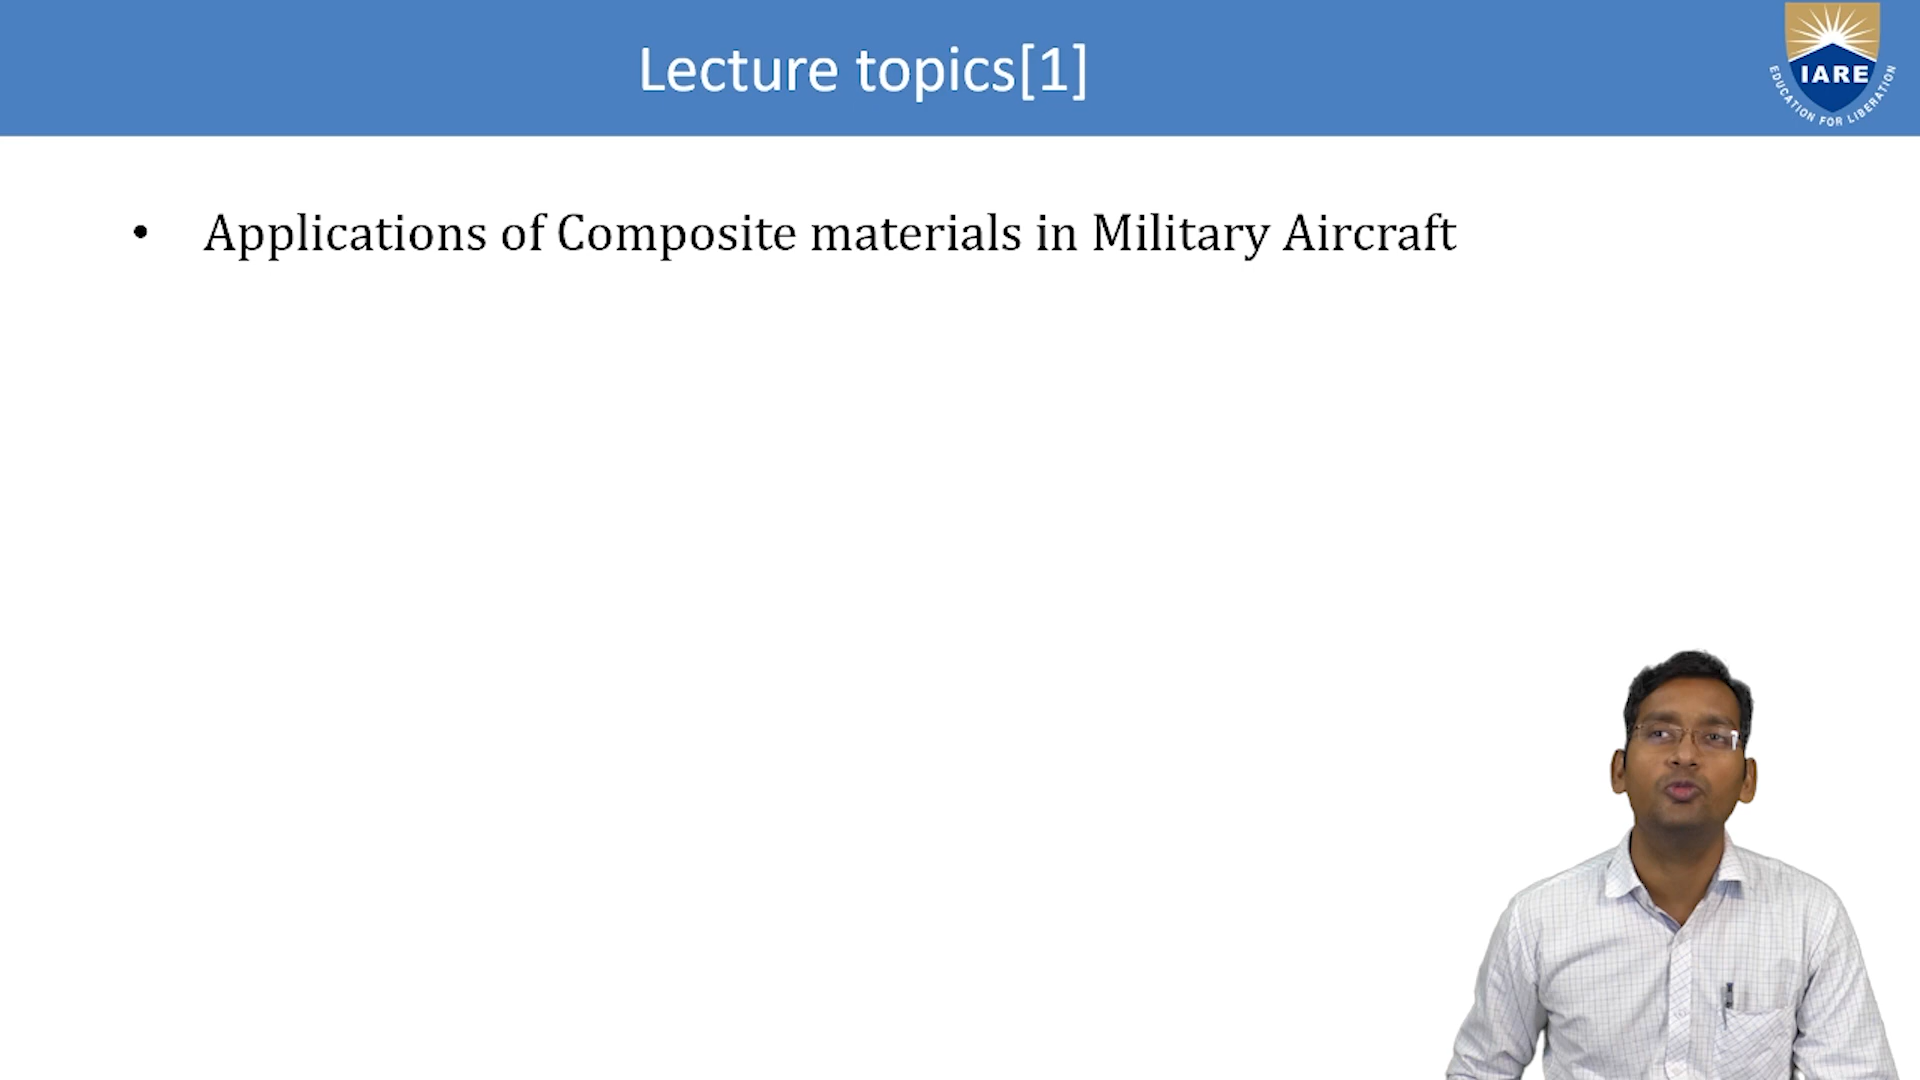 Lecture topics[1]
IARE
EDUCATION FOR LIBERATION
• Applications of Composite materials in Military Aircraft